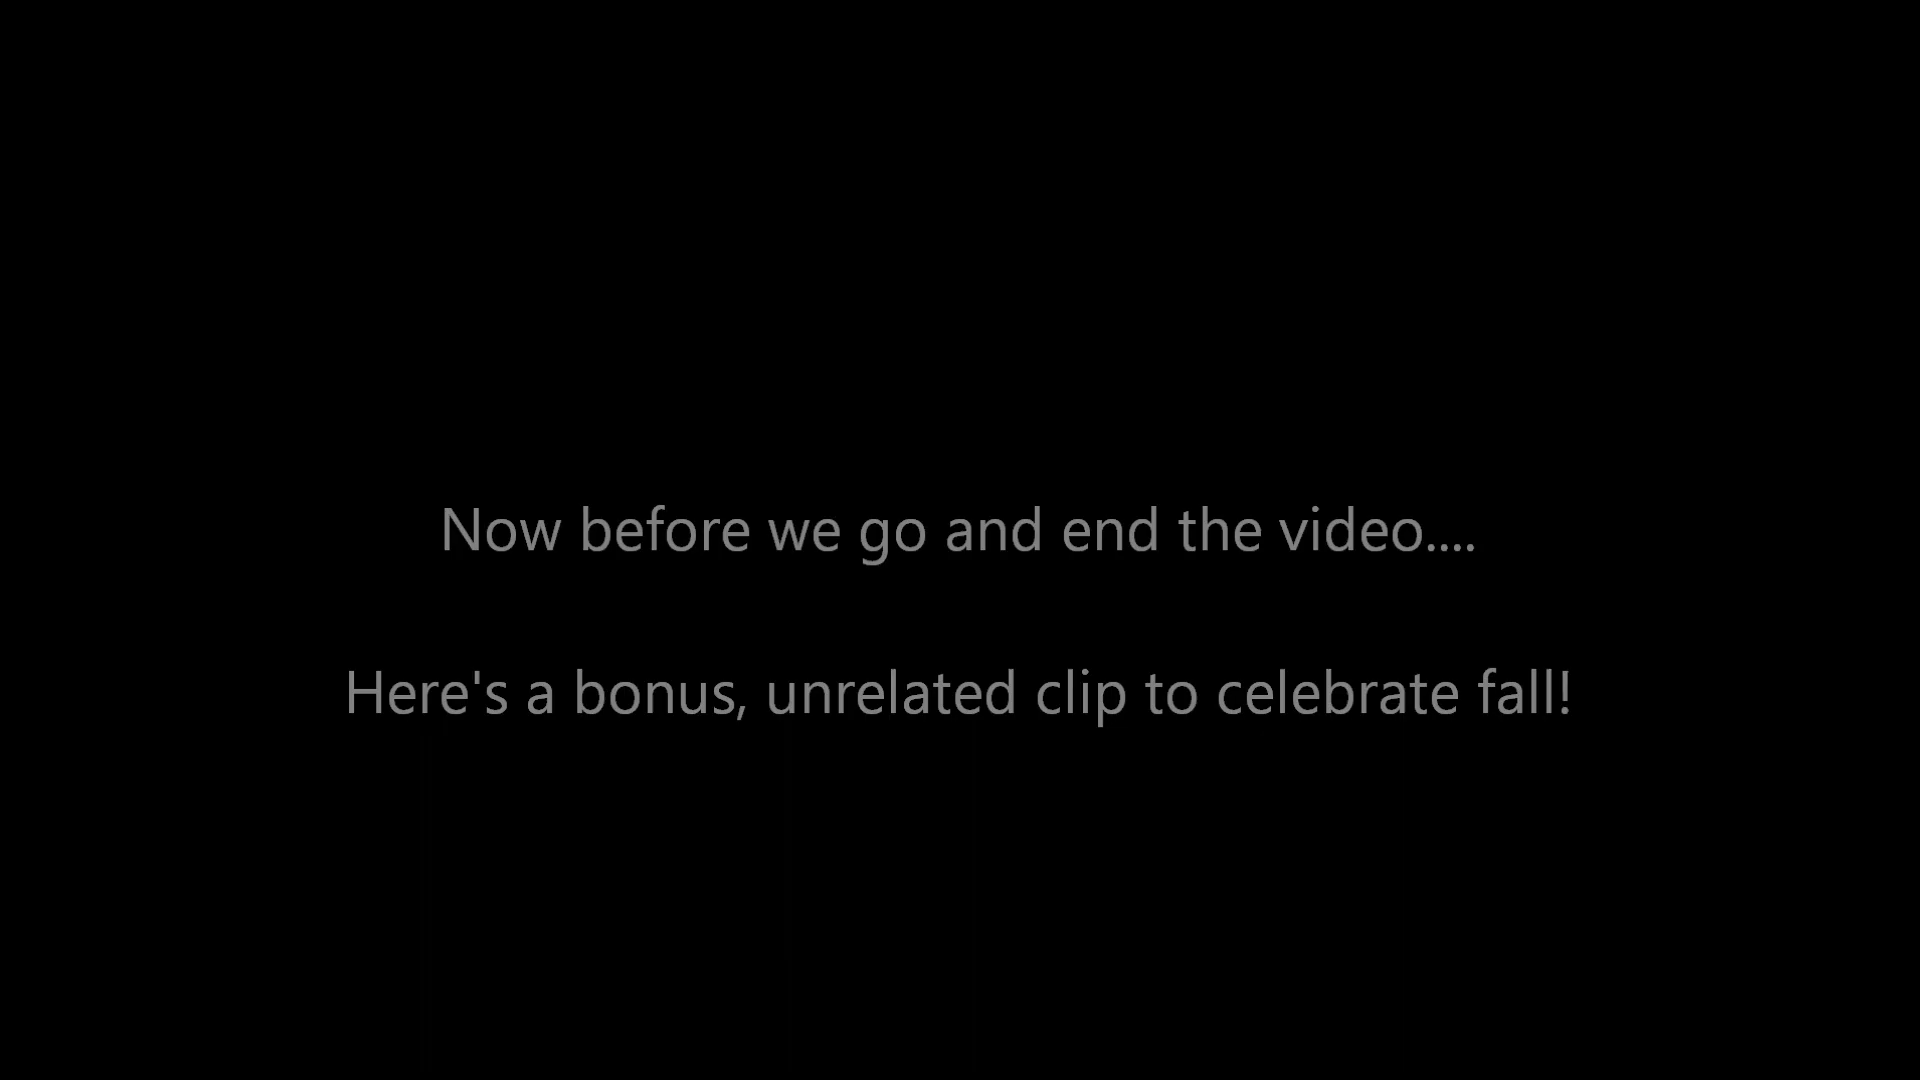 Now before we go and end the video....
Here's a bonus, unrelated clip to celebrate fall!